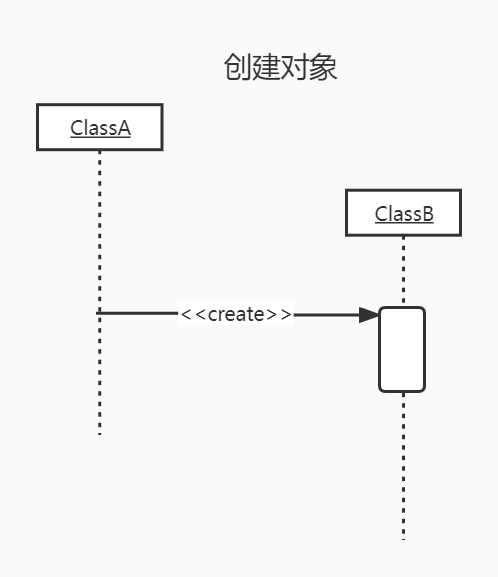 创建对象
ClassA
ClassB
<<create>>